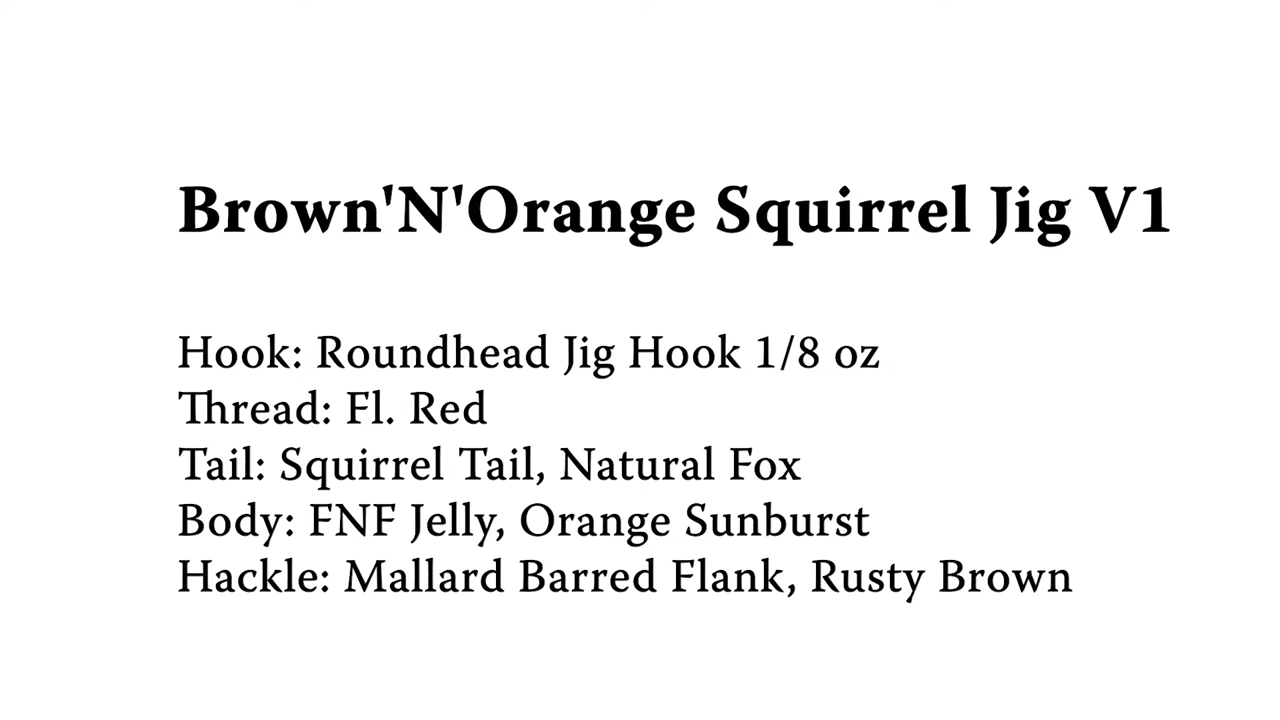 Brown'N'Orange Squirrel Jig V1
Hook: Roundhead Jig Hook 1/8 oz
Thread: Fl. Red
Tail: Squirrel Tail, Natural Fox
Body: FNF Jelly, Orange Sunburst
Hackle: Mallard Barred Flank, Rusty Brown